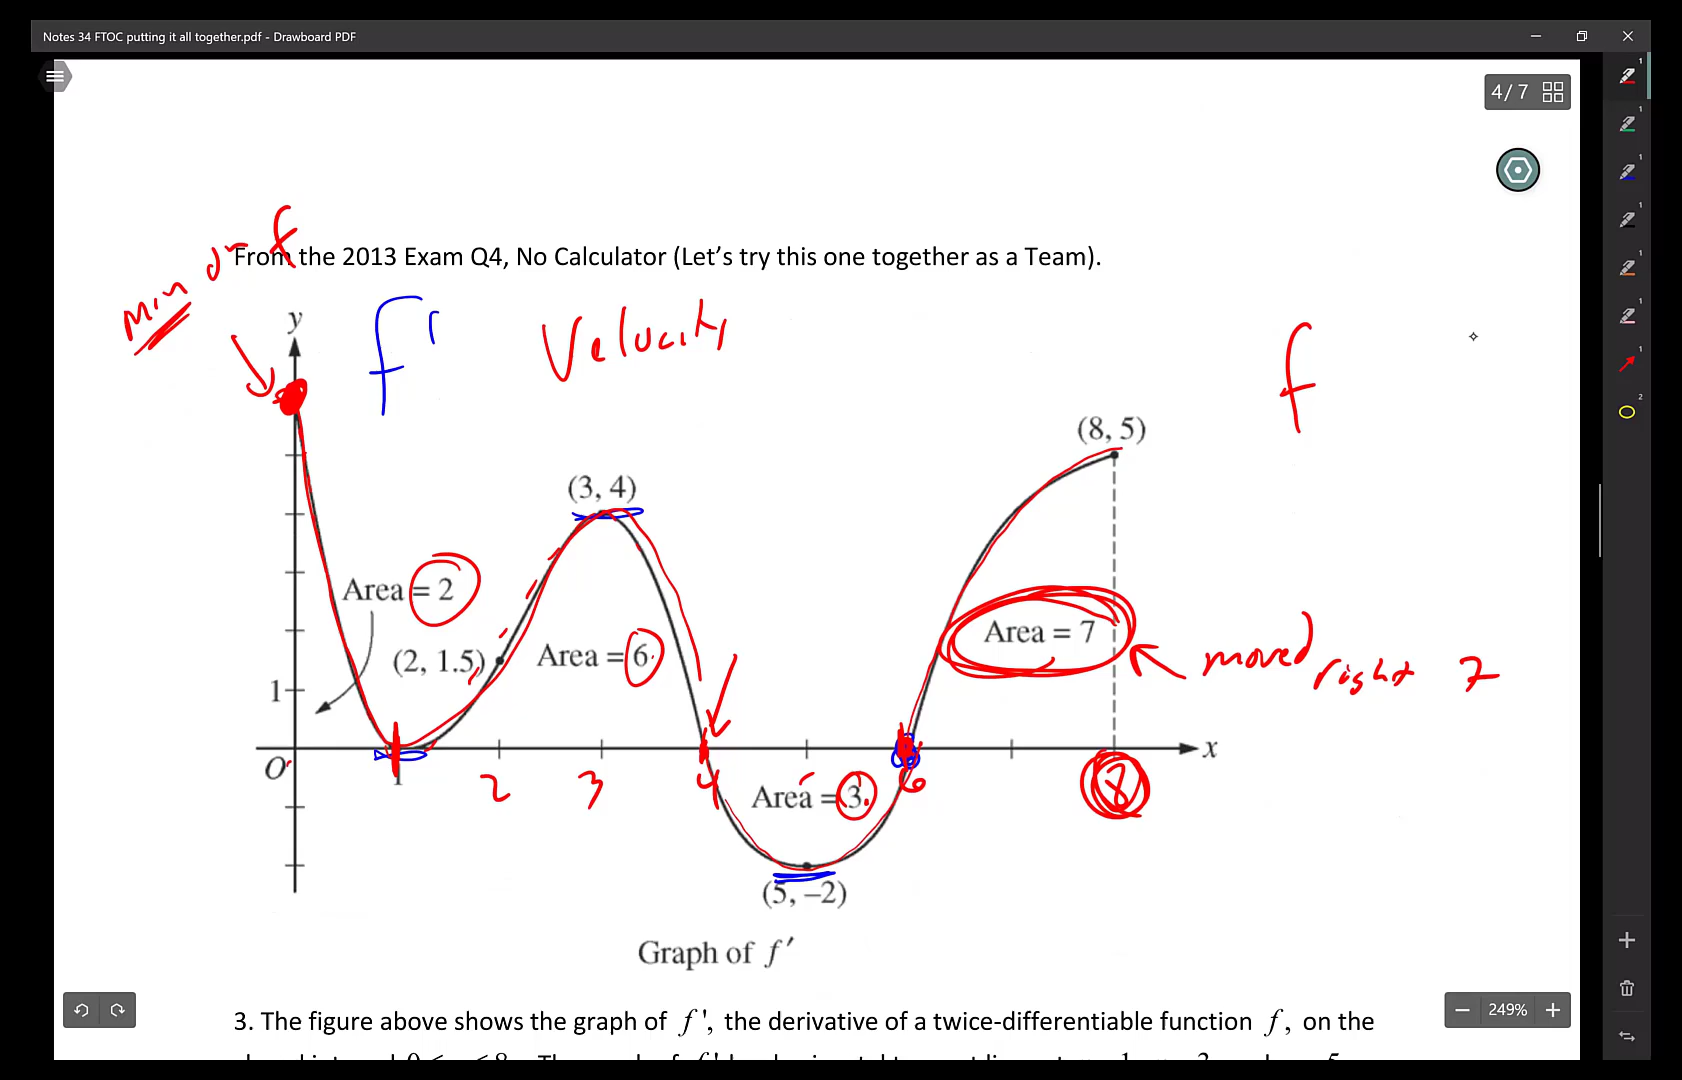 Notes 34 FTOC putting it all together.pdf - Drawboard PDF
4 / 7
min of f
From the 2013 Exam Q4, No Calculator (Let's try this one together as a Team).
y
f'
Velocity
f
(8, 5)
(3, 4)
Area = 2
(2, 1.5)
Area = 6
Area = 7
moved right 7
1
O
1
2
3
4
6
8
x
Area = 3
(5, −2)
Graph of f′
3. The figure above shows the graph of f ', the derivative of a twice-differentiable function f, on the
249%